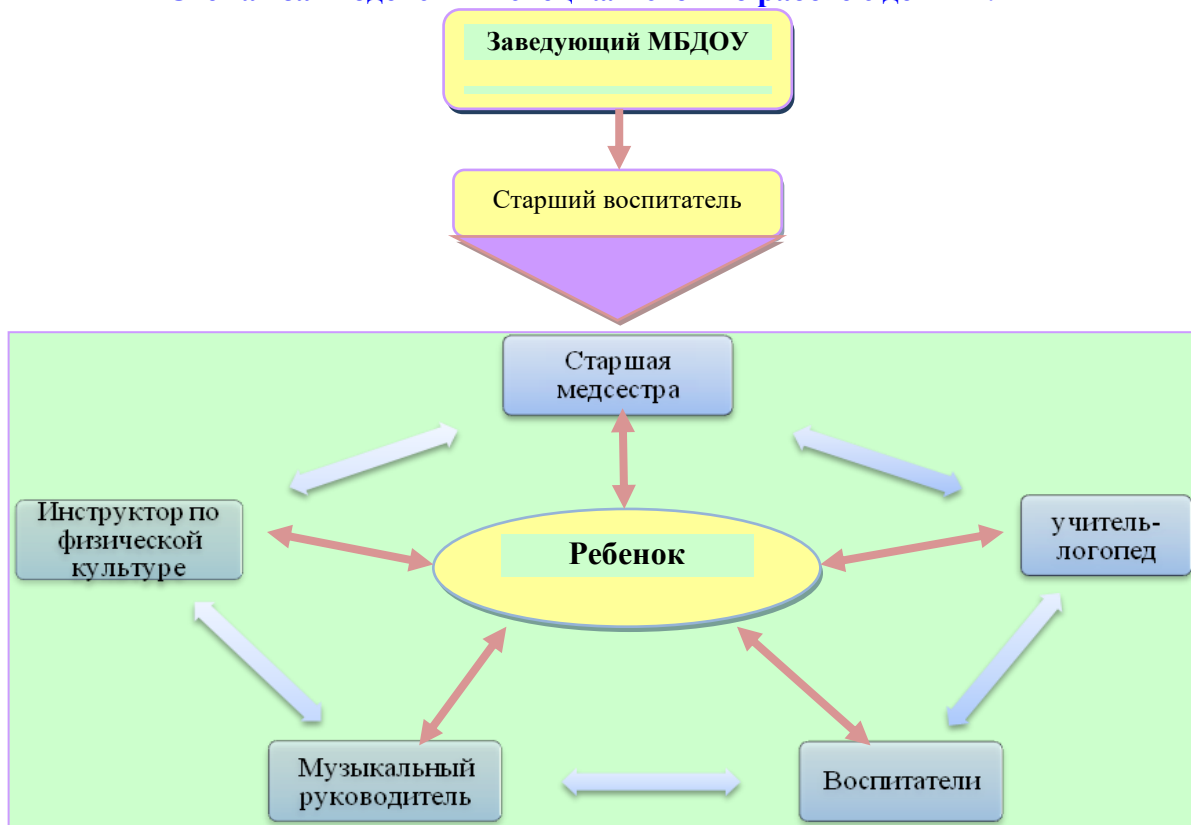 Заведующий МБДОУ
Старший воспитатель
Старшая
медсестра
Инструктор по
физической
культуре
Ребенок
учитель-
логопед
Музыкальный
руководитель
Воспитатели